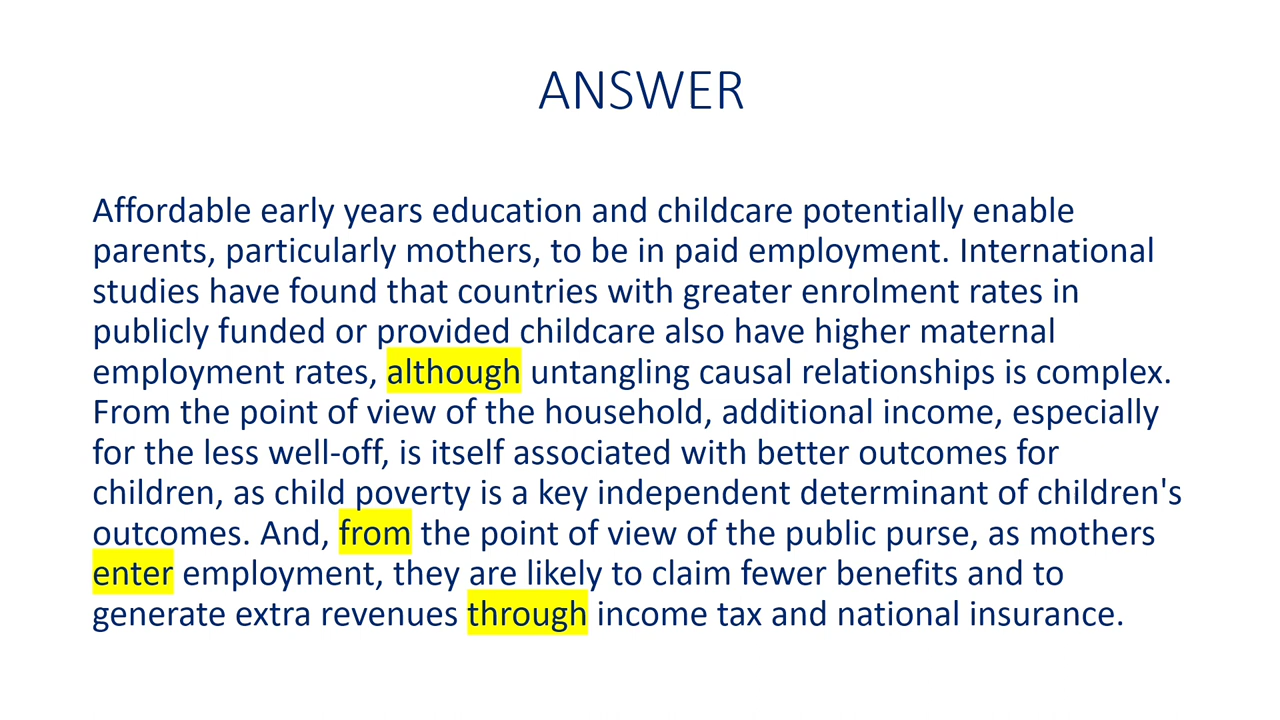 ANSWER
Affordable early years education and childcare potentially enable
parents, particularly mothers, to be in paid employment. International
studies have found that countries with greater enrolment rates in
publicly funded or provided childcare also have higher maternal
employment rates, although untangling causal relationships is complex.
From the point of view of the household, additional income, especially
for the less well-off, is itself associated with better outcomes for
children, as child poverty is a key independent determinant of children's
outcomes. And, from the point of view of the public purse, as mothers
enter employment, they are likely to claim fewer benefits and to
generate extra revenues through income tax and national insurance.